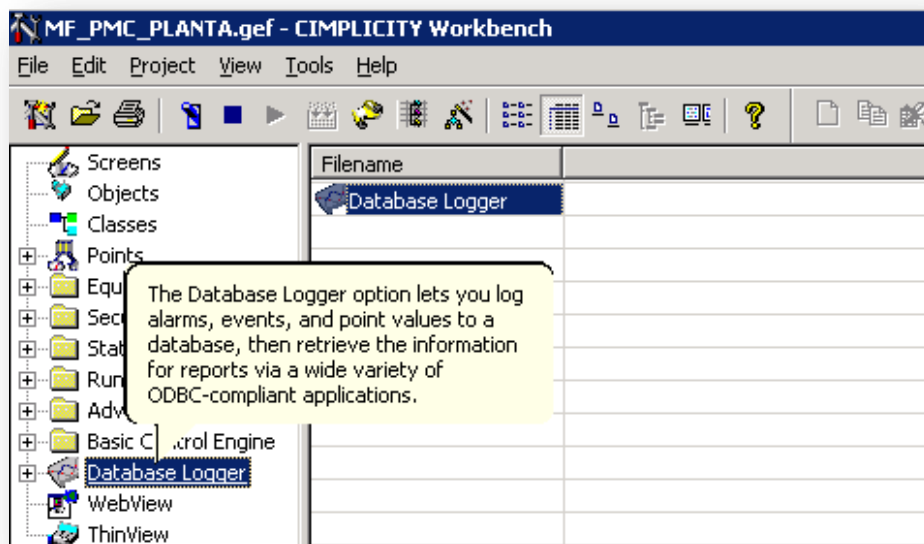 MF_PMC_PLANTA.gef - CIMPLICITY Workbench
File Edit Project View Tools Help
Screens
Objects
Classes
Points
Filename
Database Logger
The Database Logger option lets you log
alarms, events, and point values to a
database, then retrieve the information
for reports via a wide variety of
ODBC-compliant applications.
Basic
Engine
Database Logger
WebView
ThinView